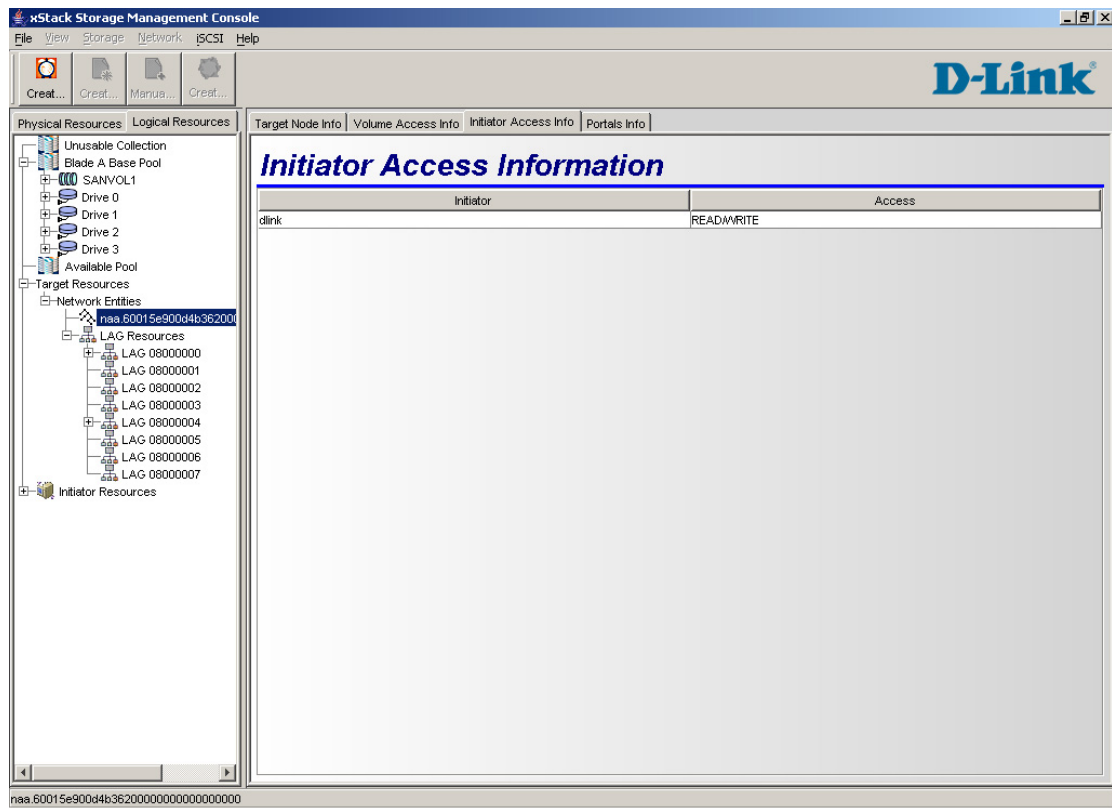 xStack Storage Management Console
File View Storage Network iSCSI Help
Creat... Creat... Manua... Creat...
D-Link®
Physical Resources Logical Resources
Target Node Info Volume Access Info Initiator Access Info Portals Info
Unusable Collection
Blade A Base Pool
SANVOL1
Drive 0
Drive 1
Drive 2
Drive 3
Available Pool
Target Resources
Network Entities
naa.60015e900d4b36200
LAG Resources
LAG 08000000
LAG 08000001
LAG 08000002
LAG 08000003
LAG 08000004
LAG 08000005
LAG 08000006
LAG 08000007
Initiator Resources
Initiator Access Information
Initiator Access
dlink READ/WRITE